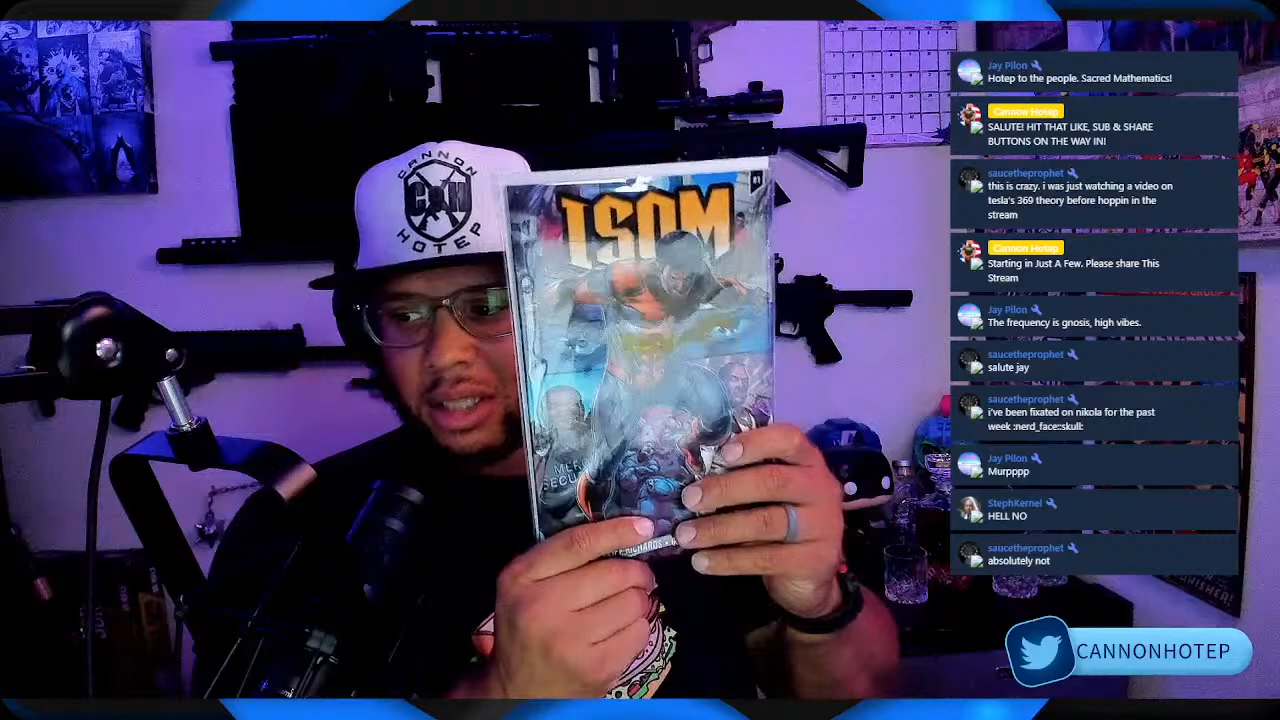 CANNON
HOTEP
ISOM
#1
Jay Pilon
Hotep to the people. Sacred Mathematics!
Cannon Hotep
SALUTE! HIT THAT LIKE, SUB & SHARE
BUTTONS ON THE WAY IN!
saucetheprophet
this is crazy. i was just watching a video on
tesla's 369 theory before hoppin in the
stream
Cannon Hotep
Starting in Just A Few. Please share This
Stream
Jay Pilon
The frequency is gnosis, high vibes.
saucetheprophet
salute jay
saucetheprophet
i've been fixated on nikola for the past
week :nerd_face::skull:
Jay Pilon
Murpppp
StephKernel
HELL NO
saucetheprophet
absolutely not
CANNONHOTEP